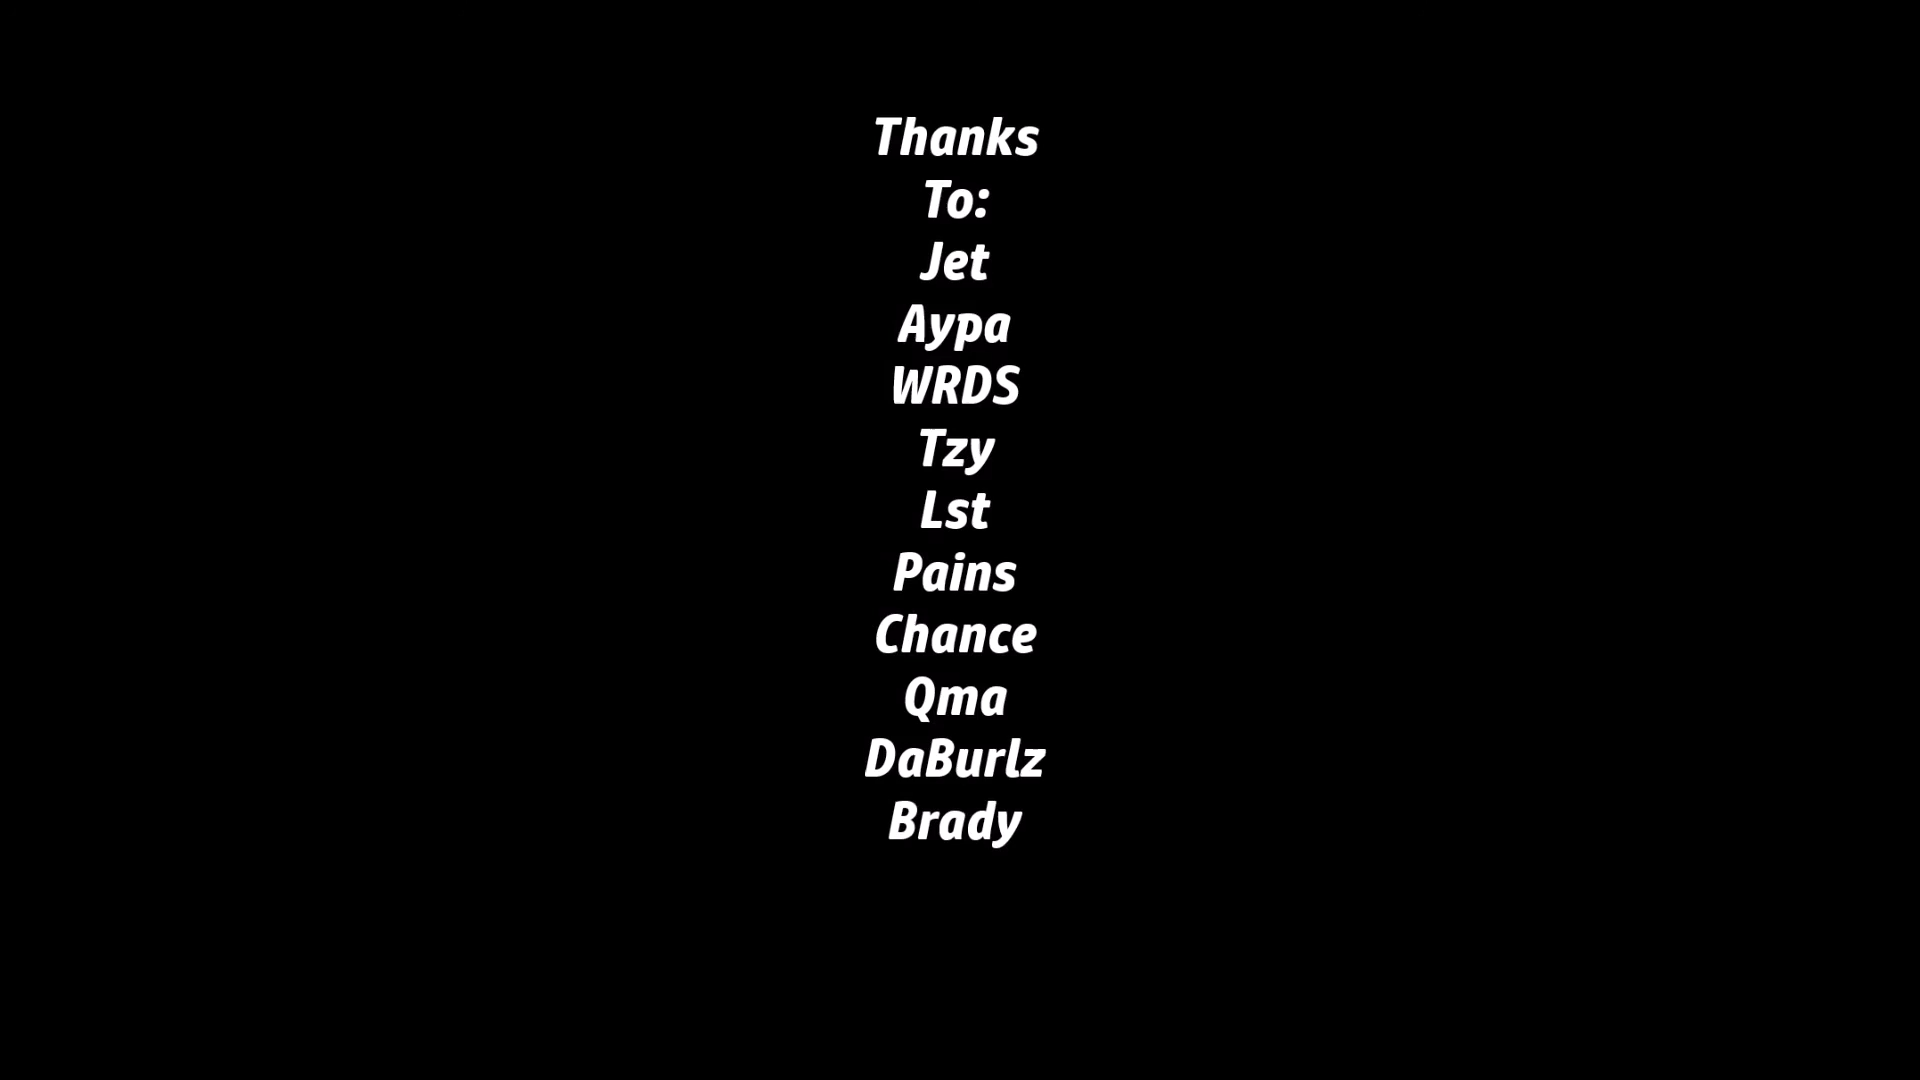 Thanks
To:
Jet
Aypa
WRDS
Tzy
Lst
Pains
Chance
Qma
DaBurlz
Brady